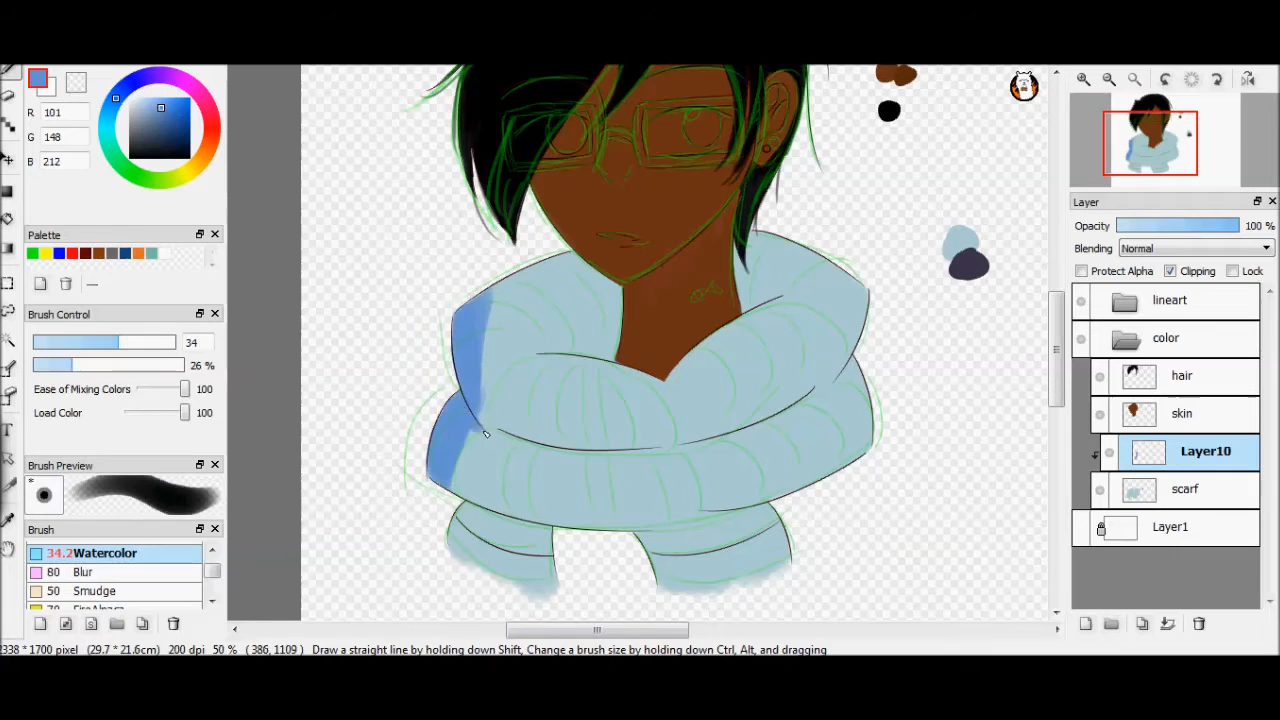 R 101
G 148
B 212
Palette
Brush Control
34
26 %
Ease of Mixing Colors 100
Load Color 100
Brush Preview
*
Brush
34.2 Watercolor
80 Blur
50 Smudge
Layer
Opacity 100 %
Blending Normal
Protect Alpha Clipping Lock
lineart
color
hair
skin
Layer10
scarf
Layer1
2338 * 1700 pixel (29.7 * 21.6cm) 200 dpi 50 % ( 386, 1109 ) Draw a straight line by holding down Shift, Change a brush size by holding down Ctrl, Alt, and dragging